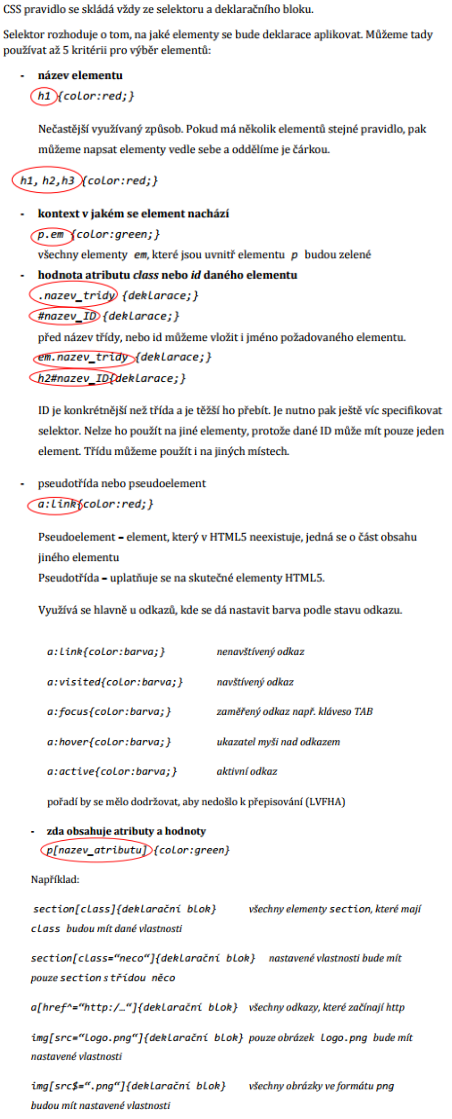 CSS pravidlo se skládá vždy ze selektoru a deklaračního bloku.
Selektor rozhoduje o tom, na jaké elementy se bude deklarace aplikovat. Můžeme tady
používat až 5 kritérii pro výběr elementů:
- název elementu
h1 {color:red;}
Nečastější využívaný způsob. Pokud má několik elementů stejné pravidlo, pak
můžeme napsat elementy vedle sebe a oddělíme je čárkou.
h1, h2,h3 {color:red;}
- kontext v jakém se element nachází
p.em {color:green;}
všechny elementy em, které jsou uvnitř elementu p budou zelené
- hodnota atributu class nebo id daného elementu
.nazev_tridy {deklarace;}
#nazev_ID {deklarace;}
před název třídy, nebo id můžeme vložit i jméno požadovaného elementu.
em.nazev_tridy {deklarace;}
h2#nazev_ID{deklarace;}
ID je konkrétnější než třída a je těžší ho přebít. Je nutno pak ještě víc specifikovat
selektor. Nelze ho použít na jiné elementy, protože dané ID může mít pouze jeden
element. Třídu můžeme použít i na jiných místech.
- pseudotřída nebo pseudoelement
a:link{color:red;}
Pseudoelement – element, který v HTML5 neexistuje, jedná se o část obsahu
jiného elementu
Pseudotřída – uplatňuje se na skutečné elementy HTML5.
Využívá se hlavně u odkazů, kde se dá nastavit barva podle stavu odkazu.
a:link{color:barva;} nenavštívený odkaz
a:visited{color:barva;} navštívený odkaz
a:focus{color:barva;} zaměřený odkaz např. kláveso TAB
a:hover{color:barva;} ukazatel myši nad odkazem
a:active{color:barva;} aktivní odkaz
pořadí by se mělo dodržovat, aby nedošlo k přepisování (LVFHA)
- zda obsahuje atributy a hodnoty
p[nazev_atributu] {color:green}
Například:
section[class]{deklarační blok} všechny elementy section, které mají
class budou mít dané vlastnosti
section[class=“neco“]{deklarační blok} nastavené vlastnosti bude mít
pouze section s třídou něco
a[href^=“http:/…“]{deklarační blok} všechny odkazy, které začínají http
img[src=“logo.png“]{deklarační blok} pouze obrázek logo.png bude mít
nastavené vlastnosti
img[src$=“.png“]{deklarační blok} všechny obrázky ve formátu png
budou mít nastavené vlastnosti